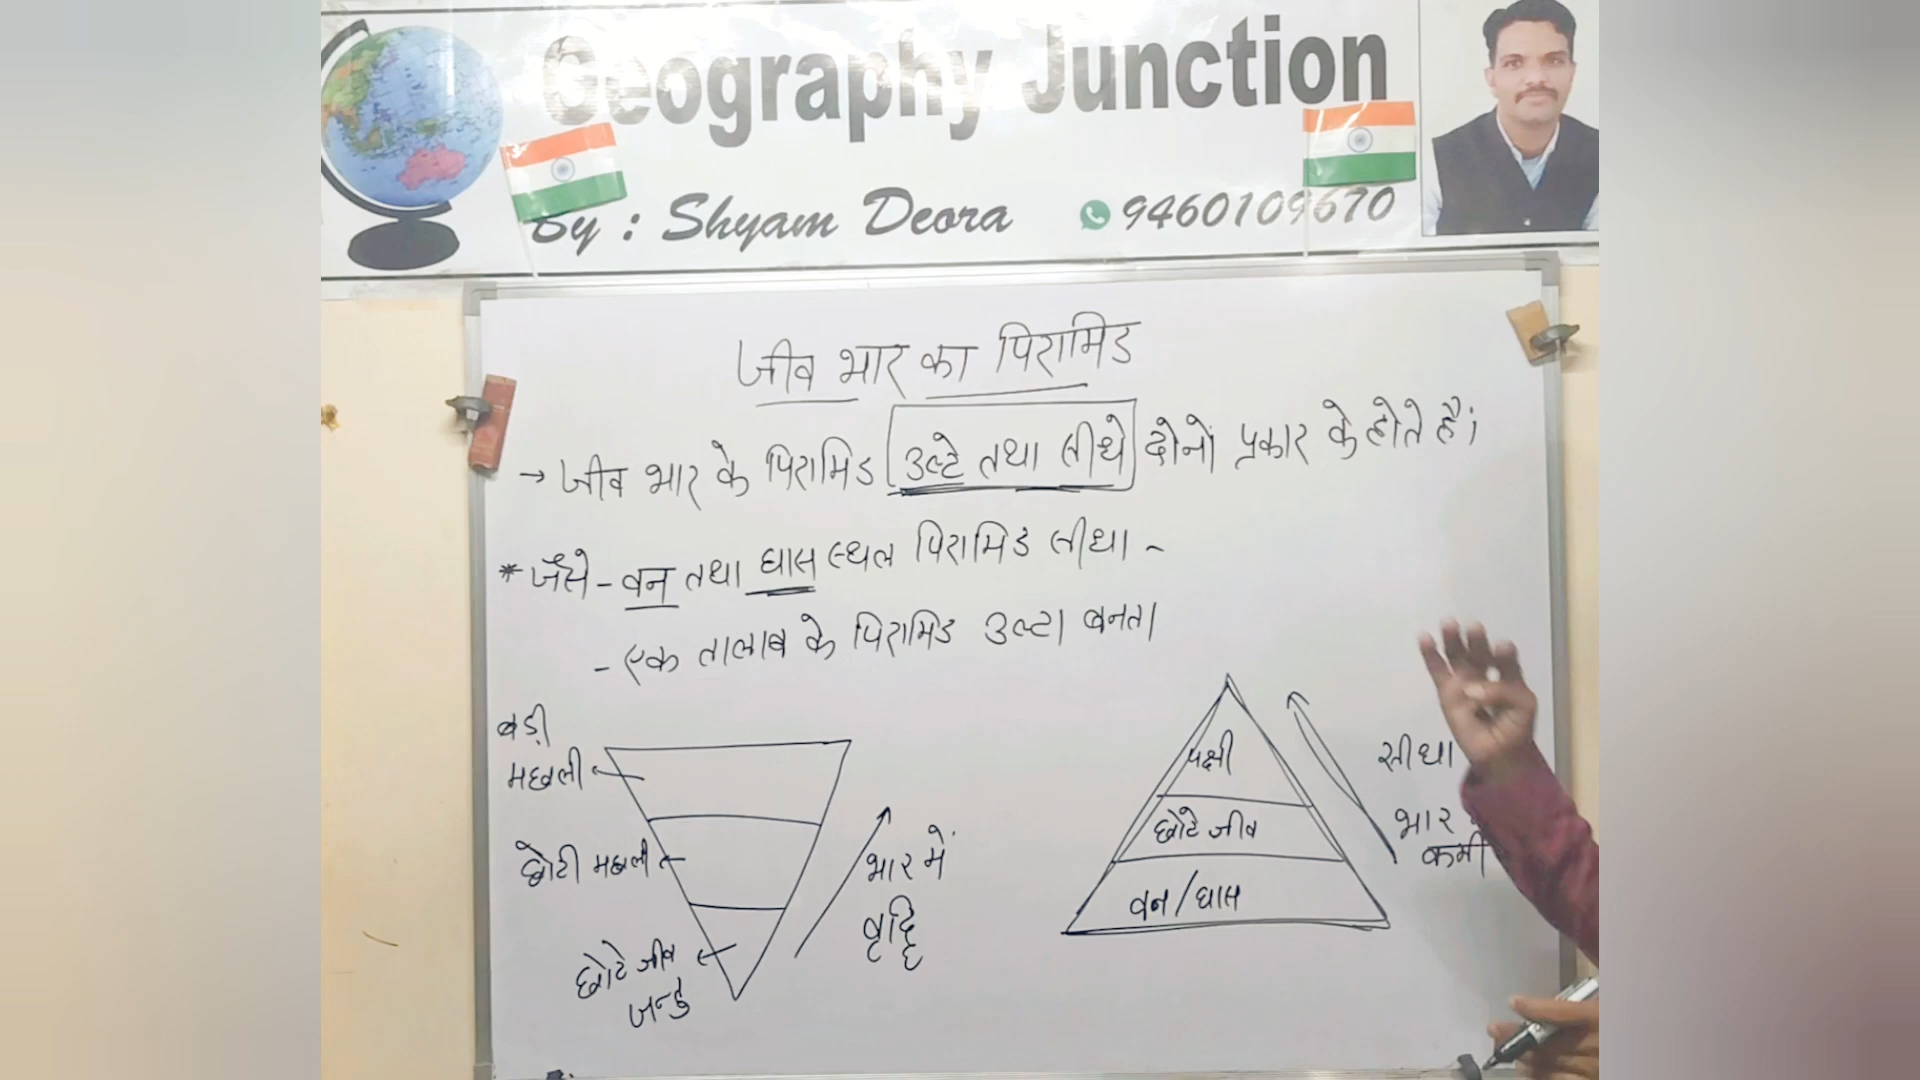 Geography Junction
By : Shyam Deora 9460109670
जीव भार का पिरामिड
→ जीव भार के पिरामिड उल्टे तथा सीधे दोनों प्रकार के होते हैं।
* जैसे - वन तथा घास स्थल पिरामिड सीधा -
- एक तालाब के पिरामिड उल्टा बनता
बड़ी
मछली
छोटी मछली
छोटे जीव
जन्तु
भार में
वृद्धि
पक्षी
छोटे जीव
वन / घास
सीधा
भार
कमी